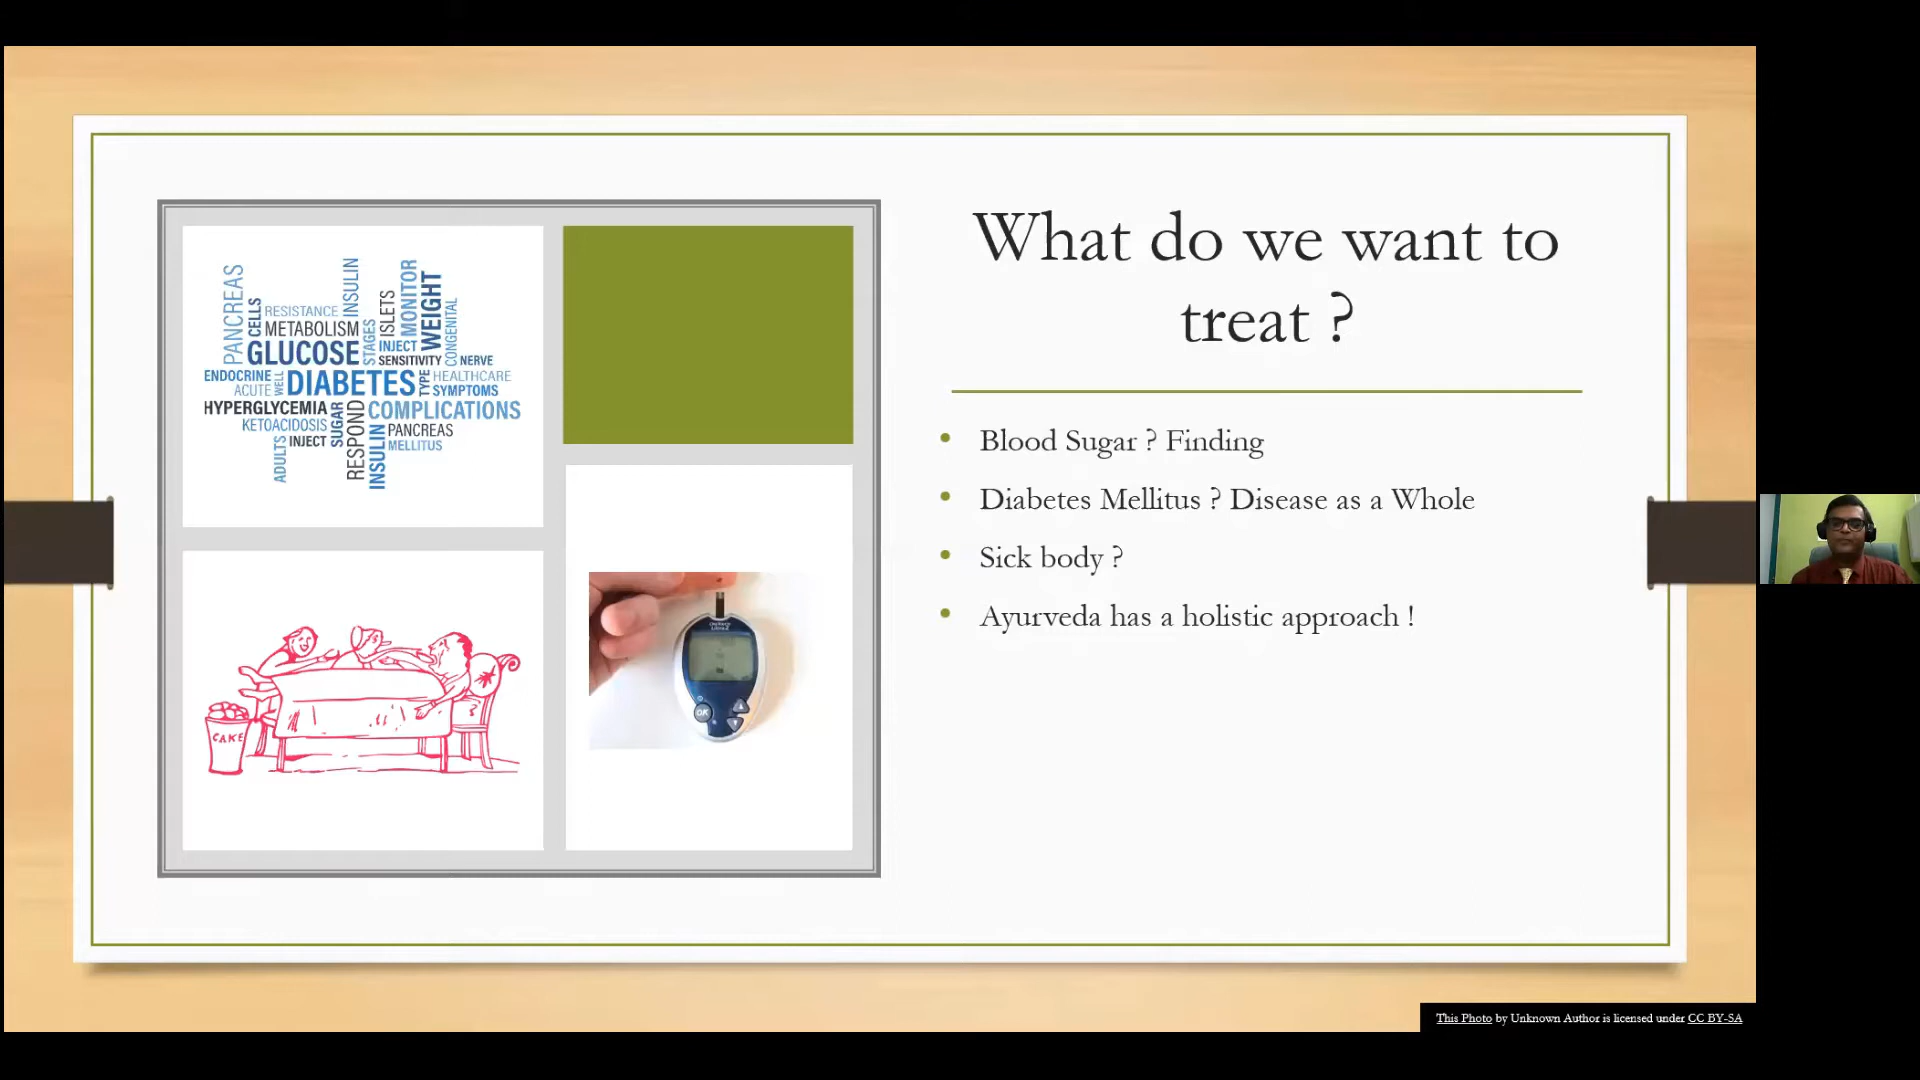 What do we want to
treat ?
Blood Sugar ? Finding
Diabetes Mellitus ? Disease as a Whole
Sick body ?
Ayurveda has a holistic approach !
PANCREAS
CELLS
RESISTANCE
INSULIN
METABOLISM
GLUCOSE
STAGES
ISLETS
MONITOR
WEIGHT
CONGENITAL
INJECT
SENSITIVITY
NERVE
ENDOCRINE
ACUTE
WELL
DIABETES
TYPE
HEALTHCARE
SYMPTOMS
HYPERGLYCEMIA
SUGAR
RESPOND
COMPLICATIONS
KETOACIDOSIS
INSULIN
PANCREAS
ADULTS
INJECT
MELLITUS
CAKE
OK
This Photo by Unknown Author is licensed under CC BY-SA